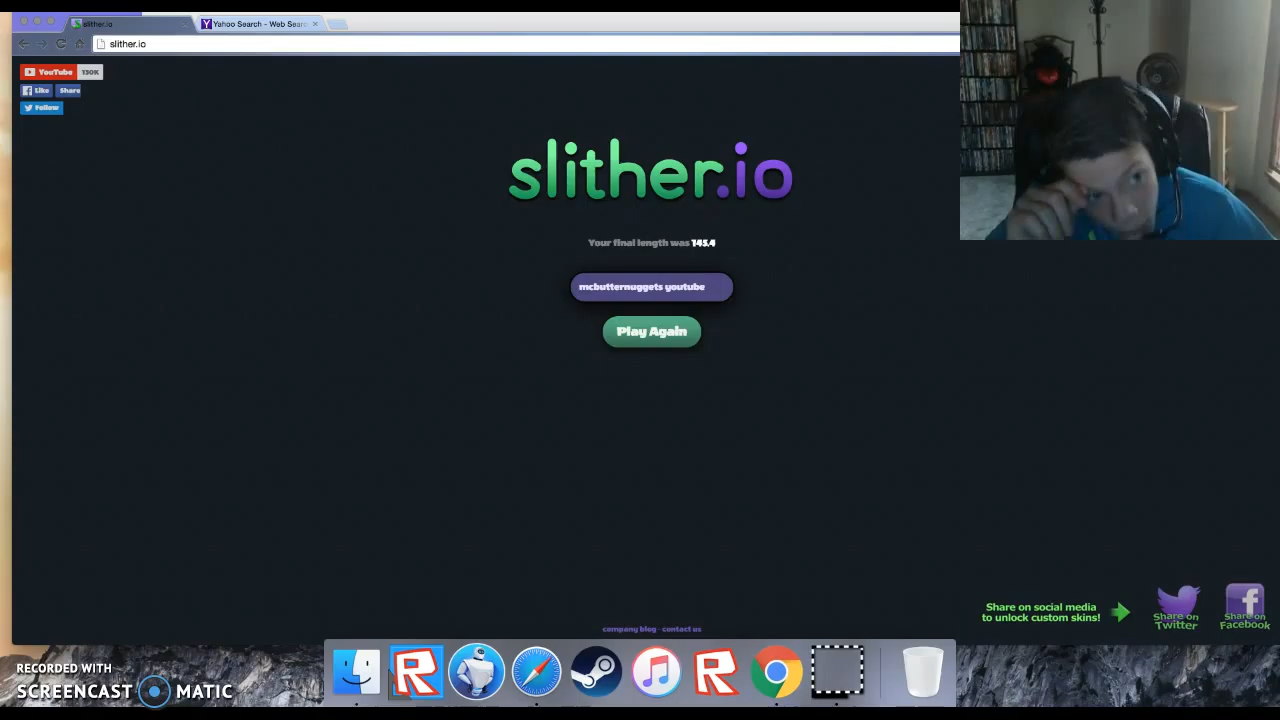 slither.io
Yahoo Search - Web Sear
slither.io
YouTube 130K
Like Share
Follow
slither.io
Your final length was 145.4
mcbutternuggets youtube
Play Again
Share on social media
to unlock custom skins!
Share on
Twitter
Share on
Facebook
company blog - contact us
RECORDED WITH
SCREENCAST MATIC